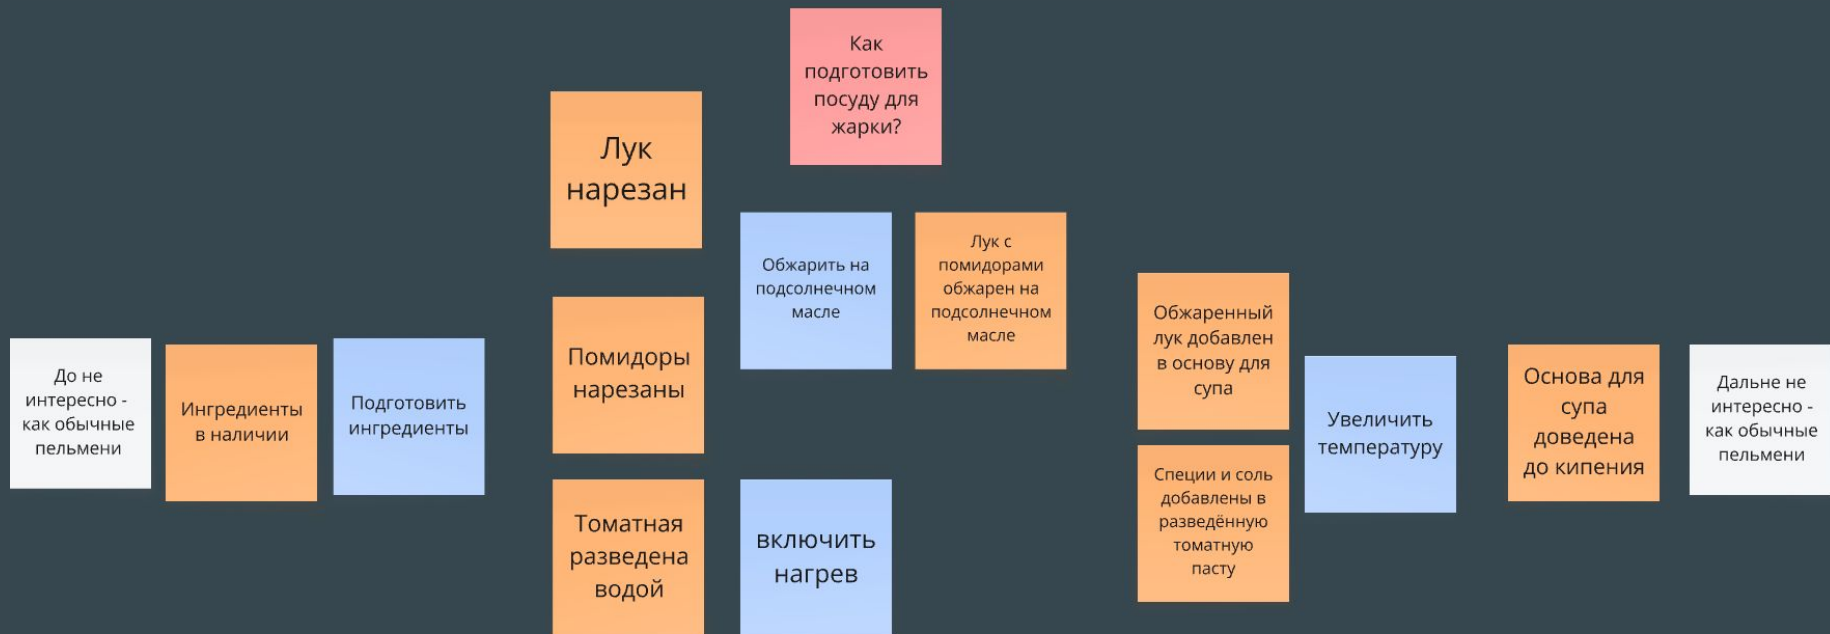 Как
подготовить
посуду для
жарки?
Лук
нарезан
Обжарить на
подсолнечном
масле
Лук с
помидорами
обжарен на
подсолнечном
масле
Помидоры
нарезаны
Обжаренный
лук добавлен
в основу для
супа
До не
интересно -
как обычные
пельмени
Ингредиенты
в наличии
Подготовить
ингредиенты
Увеличить
температуру
Основа для
супа
доведена
до кипения
Дальне не
интересно -
как обычные
пельмени
Томатная
разведена
водой
включить
нагрев
Специи и соль
добавлены в
разведённую
томатную
пасту